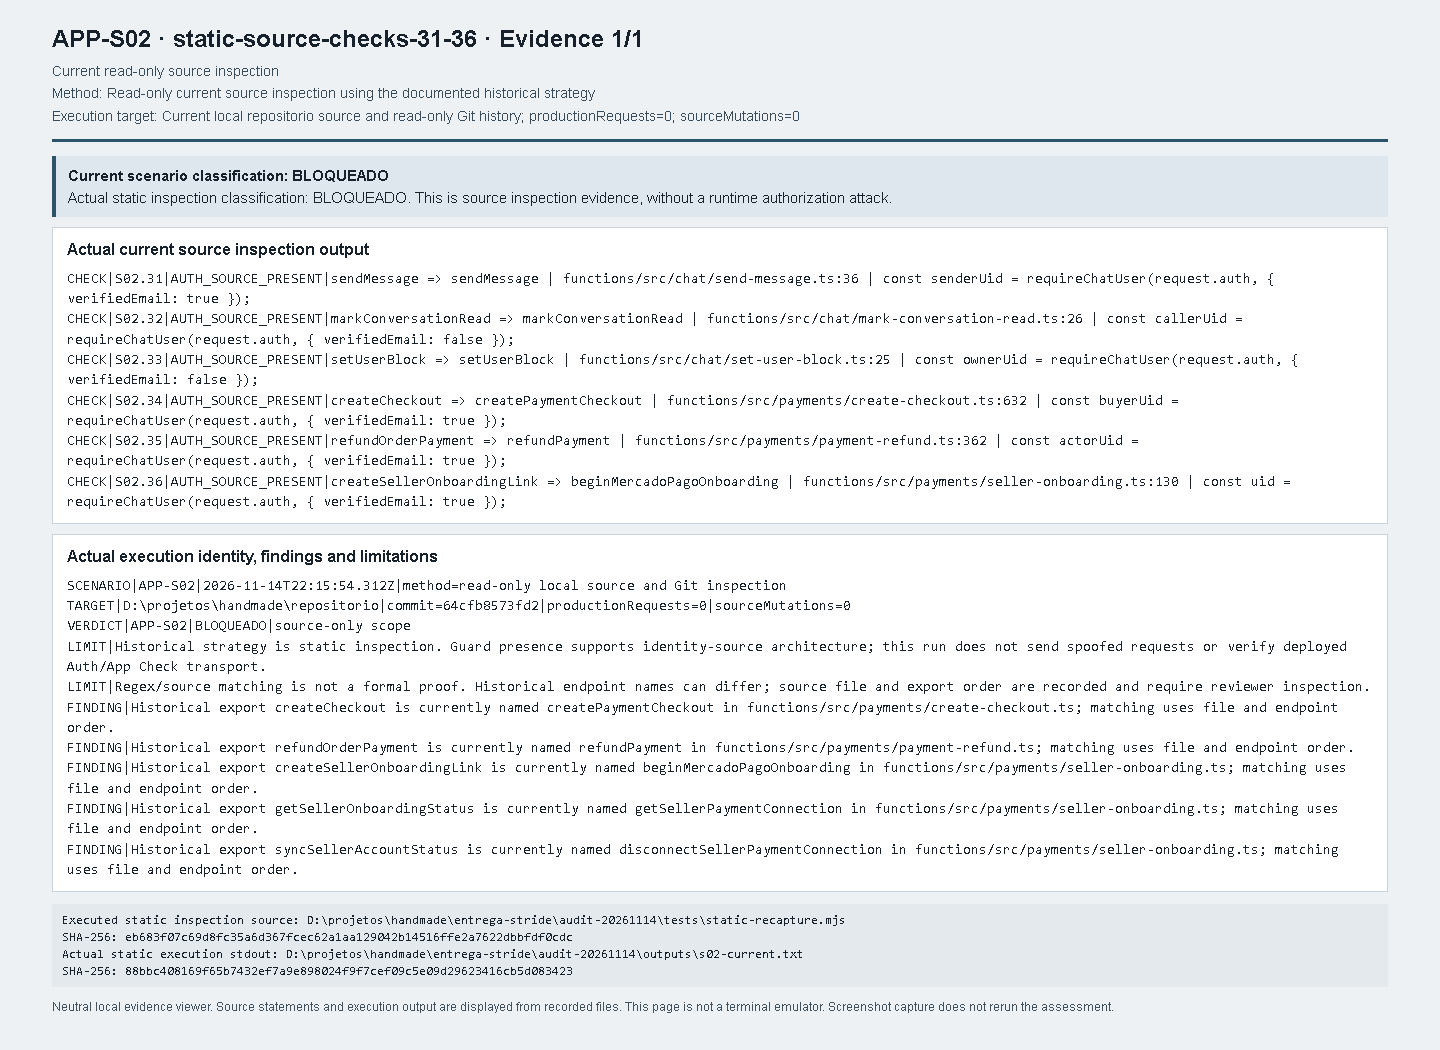 APP-S02 · static-source-checks-31-36 · Evidence 1/1
Current read-only source inspection
Method: Read-only current source inspection using the documented historical strategy
Execution target: Current local repositorio source and read-only Git history; productionRequests=0; sourceMutations=0
Current scenario classification: BLOQUEADO
Actual static inspection classification: BLOQUEADO. This is source inspection evidence, without a runtime authorization attack.
Actual current source inspection output
CHECK|S02.31|AUTH_SOURCE_PRESENT|sendMessage => sendMessage | functions/src/chat/send-message.ts:36 | const senderUid = requireChatUser(request.auth, {
verifiedEmail: true });
CHECK|S02.32|AUTH_SOURCE_PRESENT|markConversationRead => markConversationRead | functions/src/chat/mark-conversation-read.ts:26 | const callerUid =
requireChatUser(request.auth, { verifiedEmail: false });
CHECK|S02.33|AUTH_SOURCE_PRESENT|setUserBlock => setUserBlock | functions/src/chat/set-user-block.ts:25 | const ownerUid = requireChatUser(request.auth, {
verifiedEmail: false });
CHECK|S02.34|AUTH_SOURCE_PRESENT|createCheckout => createPaymentCheckout | functions/src/payments/create-checkout.ts:632 | const buyerUid =
requireChatUser(request.auth, { verifiedEmail: true });
CHECK|S02.35|AUTH_SOURCE_PRESENT|refundOrderPayment => refundPayment | functions/src/payments/payment-refund.ts:362 | const actorUid =
requireChatUser(request.auth, { verifiedEmail: true });
CHECK|S02.36|AUTH_SOURCE_PRESENT|createSellerOnboardingLink => beginMercadoPagoOnboarding | functions/src/payments/seller-onboarding.ts:130 | const uid =
requireChatUser(request.auth, { verifiedEmail: true });
Actual execution identity, findings and limitations
SCENARIO|APP-S02|2026-11-14T22:15:54.312Z|method=read-only local source and Git inspection
TARGET|D:\projetos\handmade\repositorio|commit=64cfb8573fd2|productionRequests=0|sourceMutations=0
VERDICT|APP-S02|BLOQUEADO|source-only scope
LIMIT|Historical strategy is static inspection. Guard presence supports identity-source architecture; this run does not send spoofed requests or verify deployed
Auth/App Check transport.
LIMIT|Regex/source matching is not a formal proof. Historical endpoint names can differ; source file and export order are recorded and require reviewer inspection.
FINDING|Historical export createCheckout is currently named createPaymentCheckout in functions/src/payments/create-checkout.ts; matching uses file and endpoint
order.
FINDING|Historical export refundOrderPayment is currently named refundPayment in functions/src/payments/payment-refund.ts; matching uses file and endpoint order.
FINDING|Historical export createSellerOnboardingLink is currently named beginMercadoPagoOnboarding in functions/src/payments/seller-onboarding.ts; matching uses
file and endpoint order.
FINDING|Historical export getSellerOnboardingStatus is currently named getSellerPaymentConnection in functions/src/payments/seller-onboarding.ts; matching uses
file and endpoint order.
FINDING|Historical export syncSellerAccountStatus is currently named disconnectSellerPaymentConnection in functions/src/payments/seller-onboarding.ts; matching
uses file and endpoint order.
Executed static inspection source: D:\projetos\handmade\entrega-stride\audit-20261114\tests\static-recapture.mjs
SHA-256: eb683f07c69d8fc35a6d367fcec62a1aa129042b14516ffe2a7622dbbfdf0cdc
Actual static execution stdout: D:\projetos\handmade\entrega-stride\audit-20261114\outputs\s02-current.txt
SHA-256: 88bbc408169f65b7432ef7a9e898024f9f7cef09c5e09d29623416cb5d083423
Neutral local evidence viewer. Source statements and execution output are displayed from recorded files. This page is not a terminal emulator. Screenshot capture does not rerun the assessment.